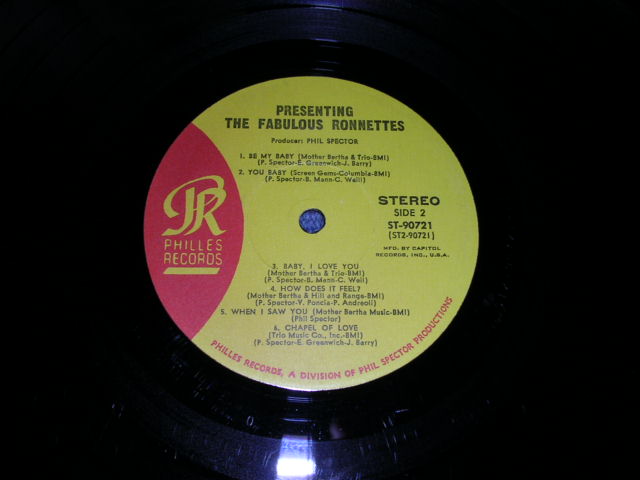 PRESENTING
THE FABULOUS RONNETTES
Producer: PHIL SPECTOR
1. BE MY BABY (Mother Bertha & Trio-BMI)
(P. Spector-E. Greenwich-J. Barry)
2. YOU BABY (Screen Gems-Columbia-BMI)
(P. Spector-B. Mann-C. Weill)
PR
PHILLES
RECORDS
STEREO
SIDE 2
ST-90721
(ST2-90721)
MFD. BY CAPITOL
RECORDS, INC., U.S.A.
3. BABY, I LOVE YOU
(Mother Bertha & Trio-BMI)
(P. Spector-B. Mann-C. Weil)
4. HOW DOES IT FEEL?
(Mother Bertha & Hill and Range-BMI)
(P. Spector-V. Poncia-P. Andreoli)
5. WHEN I SAW YOU (Mother Bertha Music-BMI)
(Phil Spector)
6. CHAPEL OF LOVE
(Trio Music Co., Inc.-BMI)
(P. Spector-E. Greenwich-J. Barry)
PHILLES RECORDS, A DIVISION OF PHIL SPECTOR PRODUCTIONS